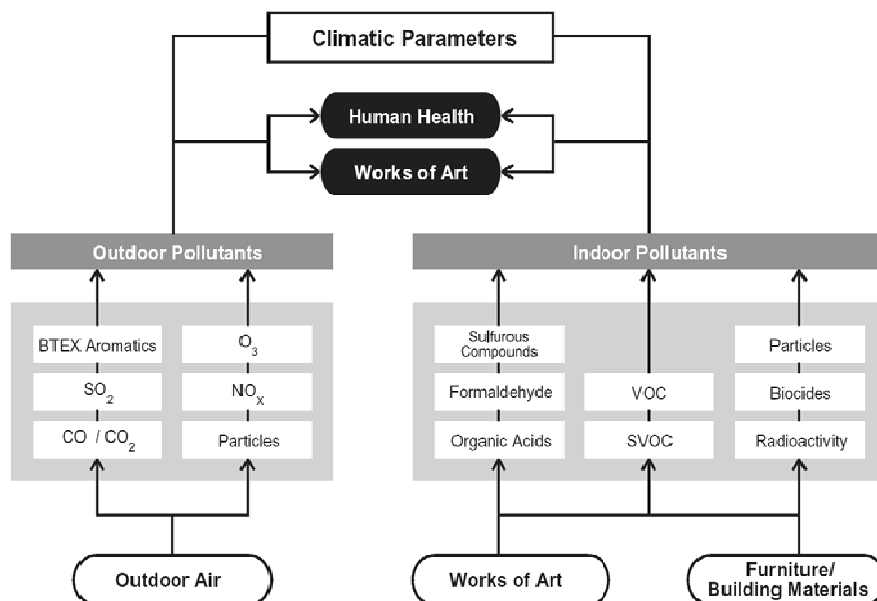 Climatic Parameters
Human Health
Works of Art
Outdoor Pollutants
Indoor Pollutants
BTEX Aromatics
O₃
SO₂
NOₓ
CO / CO₂
Particles
Sulfurous
Compounds
Particles
Formaldehyde
VOC
Biocides
Organic Acids
SVOC
Radioactivity
Outdoor Air
Works of Art
Furniture/
Building Materials